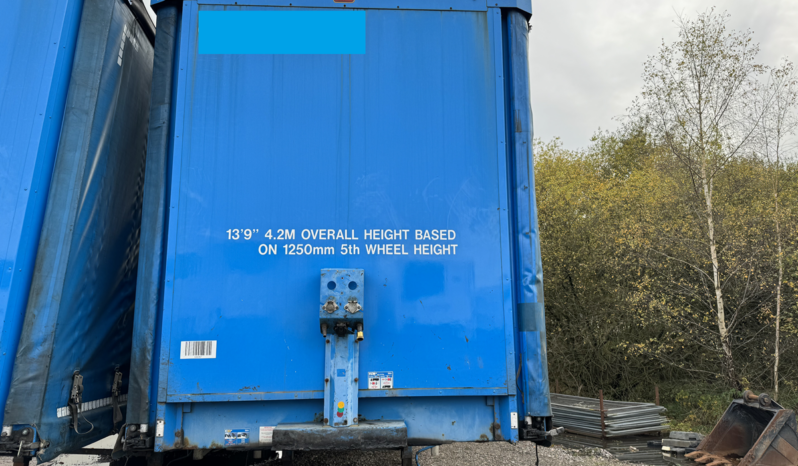 13'9" 4.2M OVERALL HEIGHT BASED
ON 1250mm 5th WHEEL HEIGHT